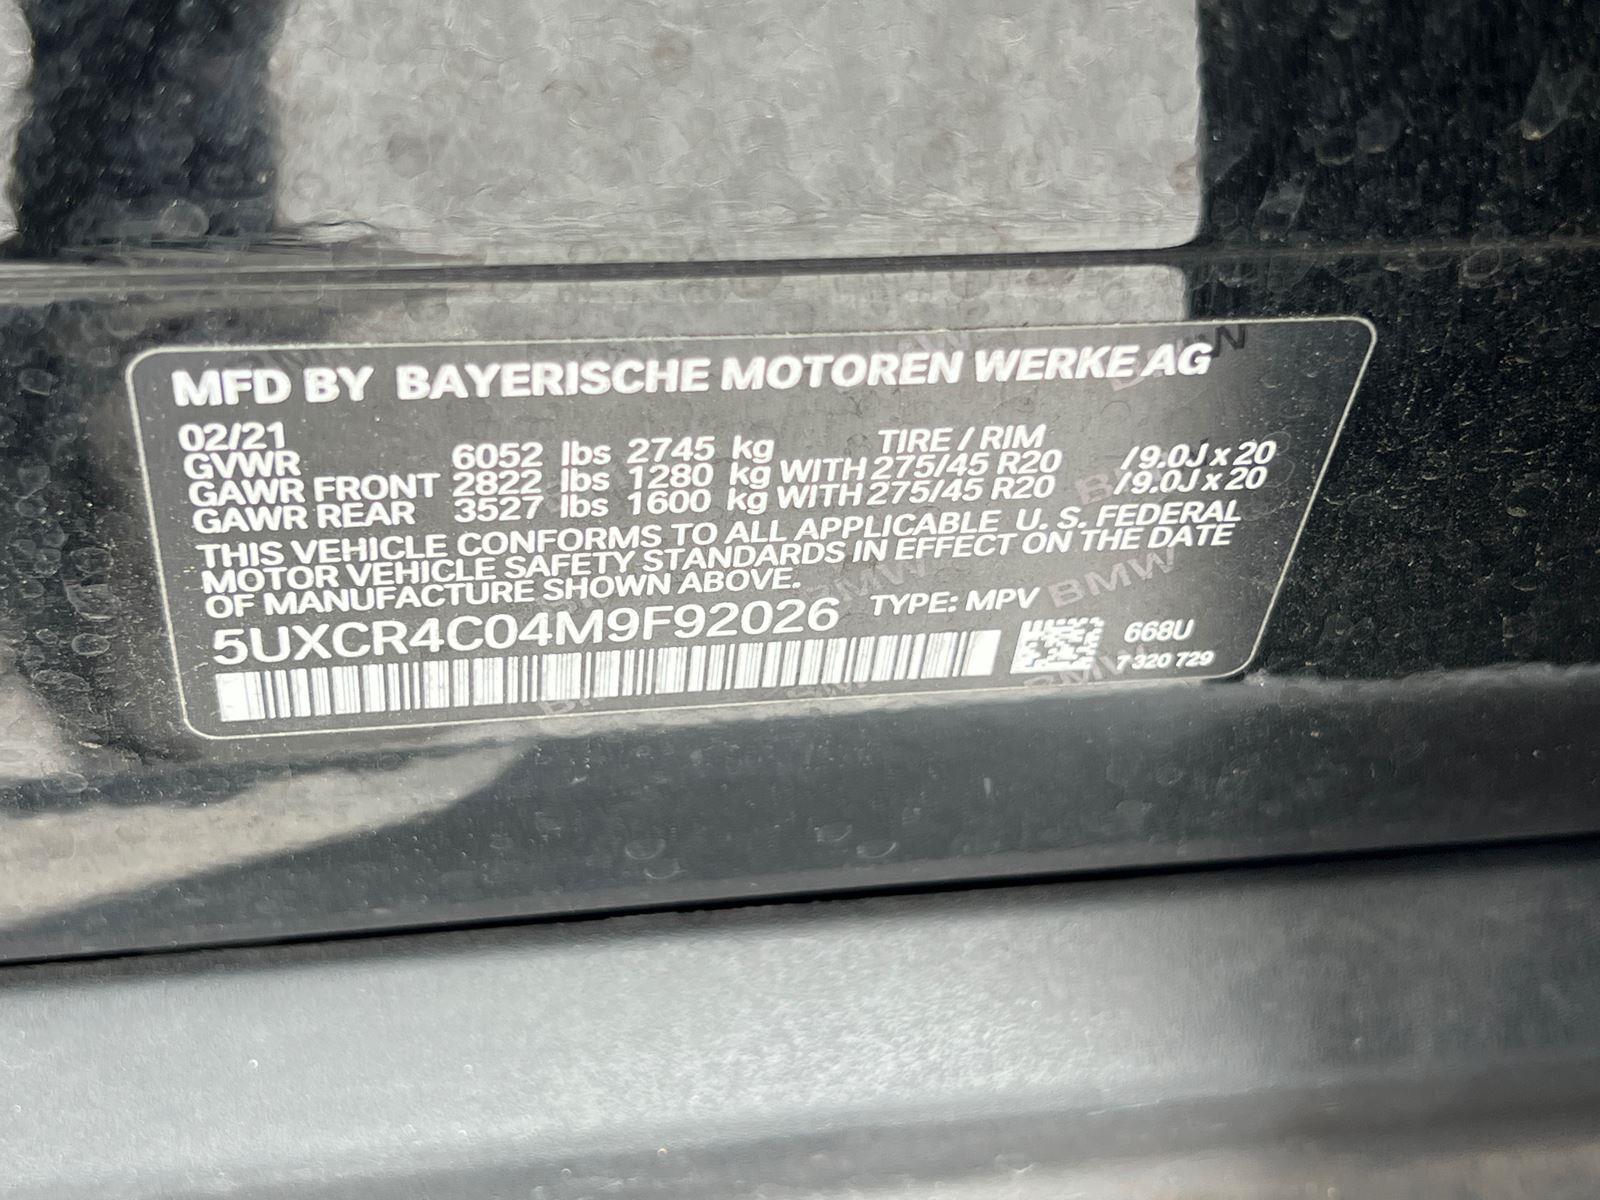 MFD BY BAYERISCHE MOTOREN WERKE AG
02/21 TIRE / RIM
GVWR 6052 lbs 2745 kg
GAWR FRONT 2822 lbs 1280 kg WITH 275/45 R20 /9.0J x 20
GAWR REAR 3527 lbs 1600 kg WITH 275/45 R20 /9.0J x 20
THIS VEHICLE CONFORMS TO ALL APPLICABLE U. S. FEDERAL
MOTOR VEHICLE SAFETY STANDARDS IN EFFECT ON THE DATE
OF MANUFACTURE SHOWN ABOVE.
5UXCR4C04M9F92026 TYPE: MPV
668U
7 320 729
BMW
BMW